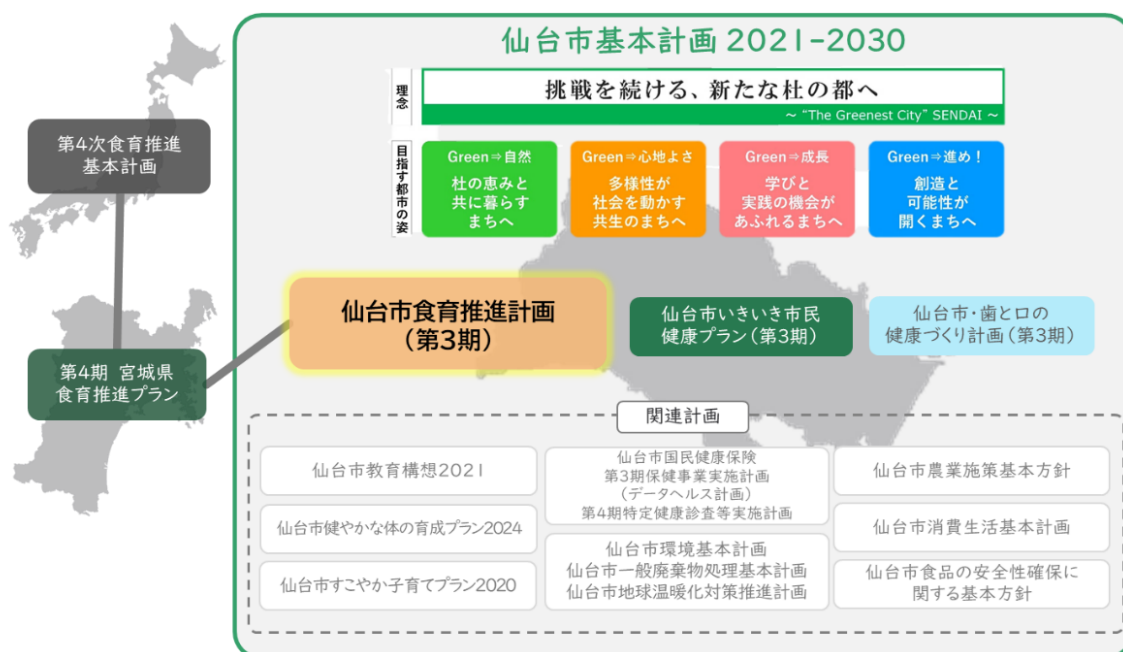 仙台市基本計画 2021-2030
理念
挑戦を続ける、新たな杜の都へ
～ “The Greenest City” SENDAI ～
目指す都市の姿
Green⇒自然
杜の恵みと
共に暮らす
まちへ
Green⇒心地よさ
多様性が
社会を動かす
共生のまちへ
Green⇒成長
学びと
実践の機会が
あふれるまちへ
Green⇒進め！
創造と
可能性が
開くまちへ
第4次食育推進
基本計画
第4期 宮城県
食育推進プラン
仙台市食育推進計画
（第3期）
仙台市いきいき市民
健康プラン（第3期）
仙台市・歯と口の
健康づくり計画（第3期）
関連計画
仙台市教育構想2021
仙台市健やかな体の育成プラン2024
仙台市すこやか子育てプラン2020
仙台市国民健康保険
第3期保健事業実施計画
（データヘルス計画）
第4期特定健康診査等実施計画
仙台市環境基本計画
仙台市一般廃棄物処理基本計画
仙台市地球温暖化対策推進計画
仙台市農業施策基本方針
仙台市消費生活基本計画
仙台市食品の安全性確保に
関する基本方針